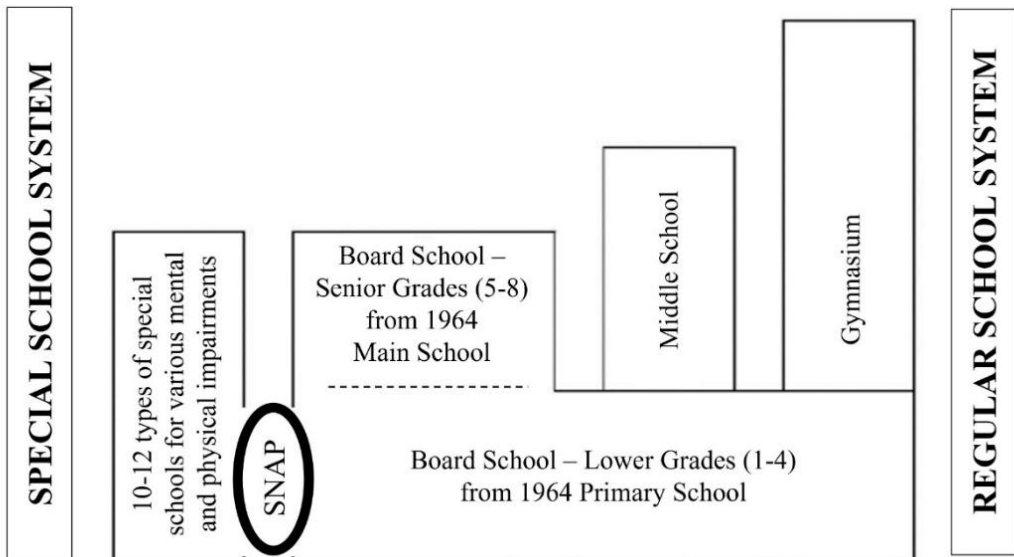 SPECIAL SCHOOL SYSTEM
10-12 types of special
schools for various mental
and physical impairments
SNAP
Board School –
Senior Grades (5-8)
from 1964
Main School
Board School – Lower Grades (1-4)
from 1964 Primary School
Middle School
Gymnasium
REGULAR SCHOOL SYSTEM